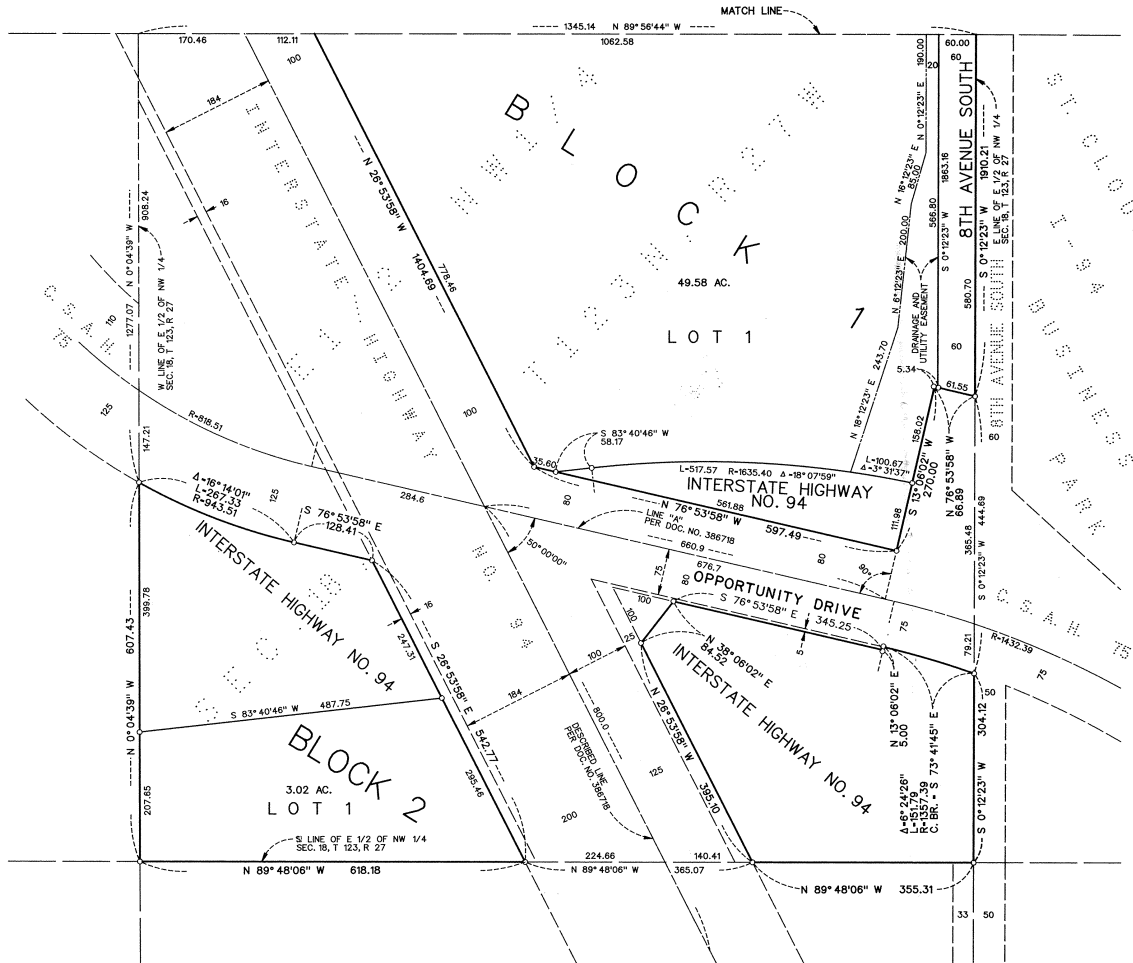 MATCH LINE
1345.14 N 89°56'44" W
170.46
112.11
1062.58
60.00
60
20
190.00
N 0°12'23" E
100
184
16
INTERSTATE HIGHWAY
NO. 94
BLOCK 1
49.58 AC.
LOT 1
N 26°53'58" W 1404.69
778.46
908.24
1277.07 N 0°04'39" W
W LINE OF E 1/2 OF NW 1/4
SEC. 18, T 123, R 27
N 16°12'23" E
85.00
566.80
1863.16
S 0°12'23" W
8TH AVENUE SOUTH
S 0°12'23" W 1910.21
E LINE OF E 1/2 OF NW 1/4
SEC. 18, T 123, R 27
8TH AVENUE SOUTH
ST. CLOUD
I-94
BUSINESS
PARK
N 6°12'23" E 200.00
DRAINAGE AND
UTILITY EASEMENT
580.70
60
5.34
61.55
60
N 18°12'23" E 243.70
C.S.A.H.
75
110
125
R=818.51
147.21
100
S 83°40'46" W
58.17
35.60
L=517.57 R=1635.40 Δ=18°07'59"
L=100.67
Δ=3°31'37"
INTERSTATE HIGHWAY
NO. 94
158.02
S 13°06'02" W
270.00
N 76°53'58" W
66.89
444.69
365.48
S 0°12'23" W
561.88
N 76°53'58" W 597.49
111.98
80
LINE "A"
PER DOC. NO. 386718
660.9
676.7
80
90°
284.6
50°00'00"
Δ=16°14'01"
L=267.33
R=943.51
125
S 76°53'58" E
128.41
INTERSTATE HIGHWAY NO. 94
75
80
OPPORTUNITY DRIVE
S 76°53'58" E
345.25
100
5
75
C.S.A.H. 75
R=1432.39
75
79.21
399.78
607.43
N 0°04'39" W
16
247.31
S 26°53'58" E
542.77
100
25
N 38°06'02" E
84.52
INTERSTATE HIGHWAY NO. 94
N 13°06'02" E
5.00
50
304.12
S 0°12'23" W
S 83°40'46" W 487.75
184
100
800.0
DESCRIBED LINE
PER DOC. NO. 386718
N 26°53'58" W
395.10
Δ=6°24'26"
L=151.79
R=1357.39
C. BR. = S 73°41'45" E
BLOCK 2
3.02 AC.
LOT 1
207.65
295.46
125
200
S LINE OF E 1/2 OF NW 1/4
SEC. 18, T 123, R 27
N 89°48'06" W 618.18
224.66
140.41
N 89°48'06" W 365.07
N 89°48'06" W 355.31
33
50